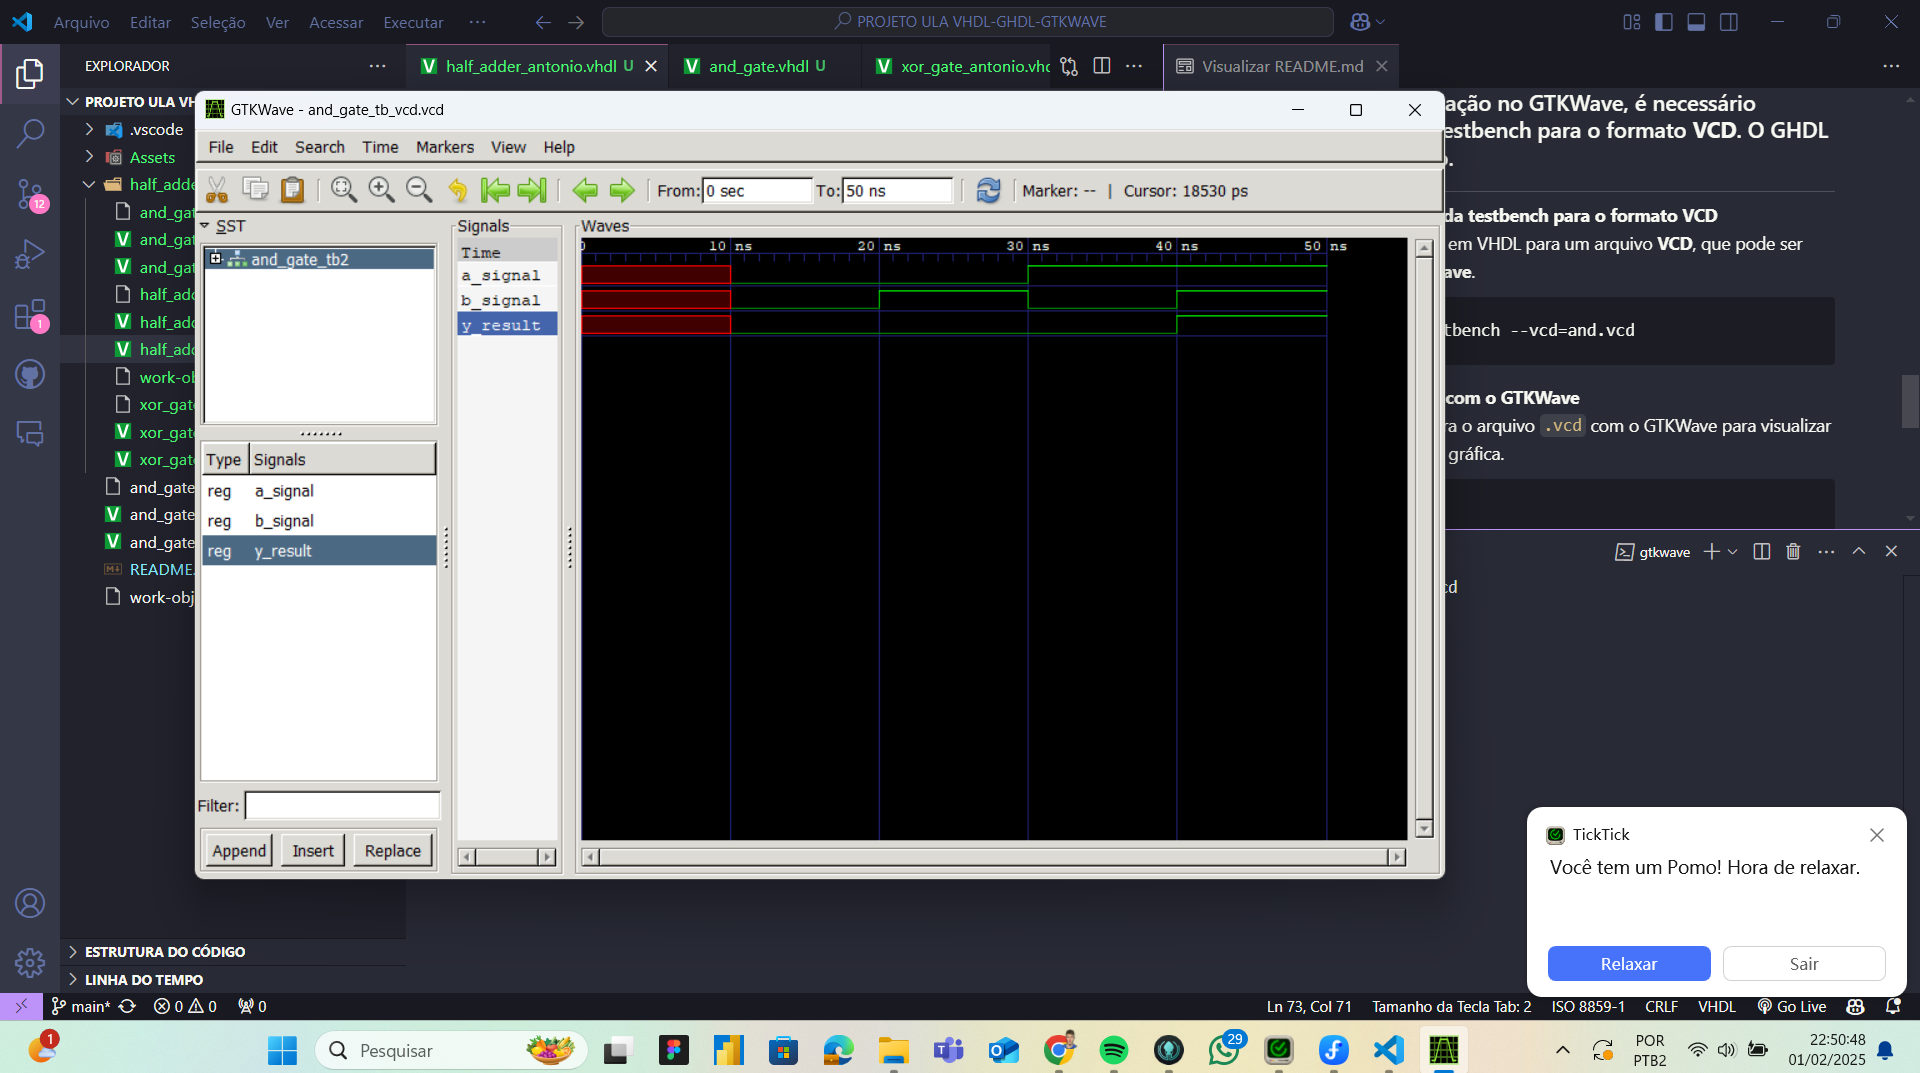 Arquivo Editar Seleção Ver Acessar Executar ... PROJETO ULA VHDL-GHDL-GTKWAVE
EXPLORADOR
half_adder_antonio.vhdl U
and_gate.vhdl U
xor_gate_antonio.vhd
Visualizar README.md
PROJETO ULA VH
.vscode
Assets
half_adde
and_gat
and_gat
and_gat
half_add
half_add
half_add
work-ob
xor_gat
xor_gat
xor_gat
and_gate
and_gate
and_gate
README.
work-obj
ESTRUTURA DO CÓDIGO
LINHA DO TEMPO
12
1
GTKWave - and_gate_tb_vcd.vcd
File Edit Search Time Markers View Help
From: 0 sec To: 50 ns Marker: -- | Cursor: 18530 ps
SST
and_gate_tb2
Type Signals
reg a_signal
reg b_signal
reg y_result
Filter:
Append Insert Replace
Signals
Time
a_signal
b_signal
y_result
Waves
0 10 ns 20 ns 30 ns 40 ns 50 ns
ação no GTKWave, é necessário
estbench para o formato VCD. O GHDL
o.
da testbench para o formato VCD
em VHDL para um arquivo VCD, que pode ser
ave.
tbench --vcd=and.vcd
com o GTKWave
ra o arquivo .vcd com o GTKWave para visualizar
gráfica.
gtkwave
cd
TickTick
Você tem um Pomo! Hora de relaxar.
Relaxar Sair
main* 0 0 0
Ln 73, Col 71 Tamanho da Tecla Tab: 2 ISO 8859-1 CRLF VHDL Go Live
1
Pesquisar
29
POR
PTB2
22:50:48
01/02/2025